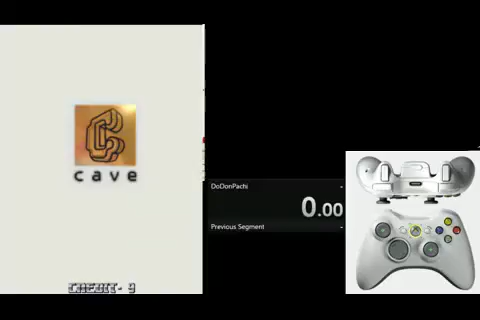 cave
CREDIT- 9
DoDonPachi -
0.00
Previous Segment -